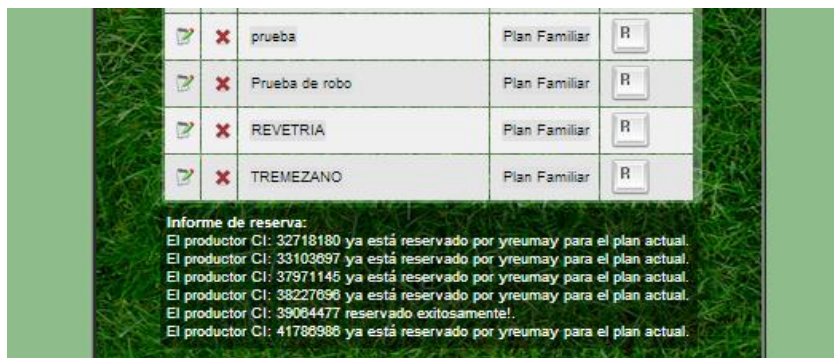 prueba Plan Familiar R
Prueba de robo Plan Familiar R
REVETRIA Plan Familiar R
TREMEZANO Plan Familiar R
Informe de reserva:
El productor CI: 32718180 ya está reservado por yreumay para el plan actual.
El productor CI: 33103697 ya está reservado por yreumay para el plan actual.
El productor CI: 37971145 ya está reservado por yreumay para el plan actual.
El productor CI: 38227696 ya está reservado por yreumay para el plan actual.
El productor CI: 39064477 reservado exitosamente!.
El productor CI: 41786986 ya está reservado por yreumay para el plan actual.